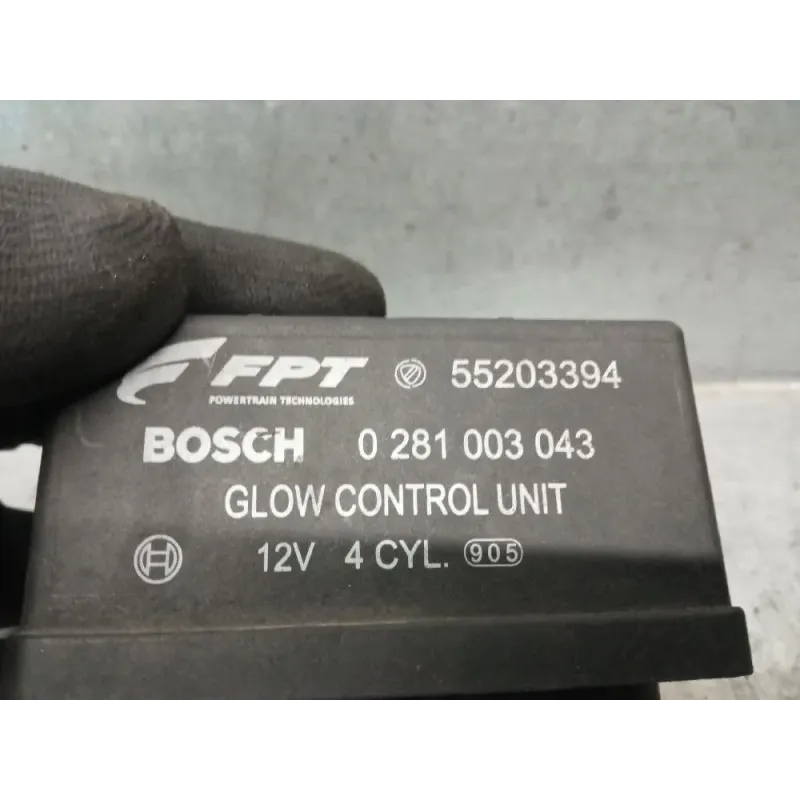 FPT 55203394
POWERTRAIN TECHNOLOGIES
BOSCH 0 281 003 043
GLOW CONTROL UNIT
12V 4 CYL. 905